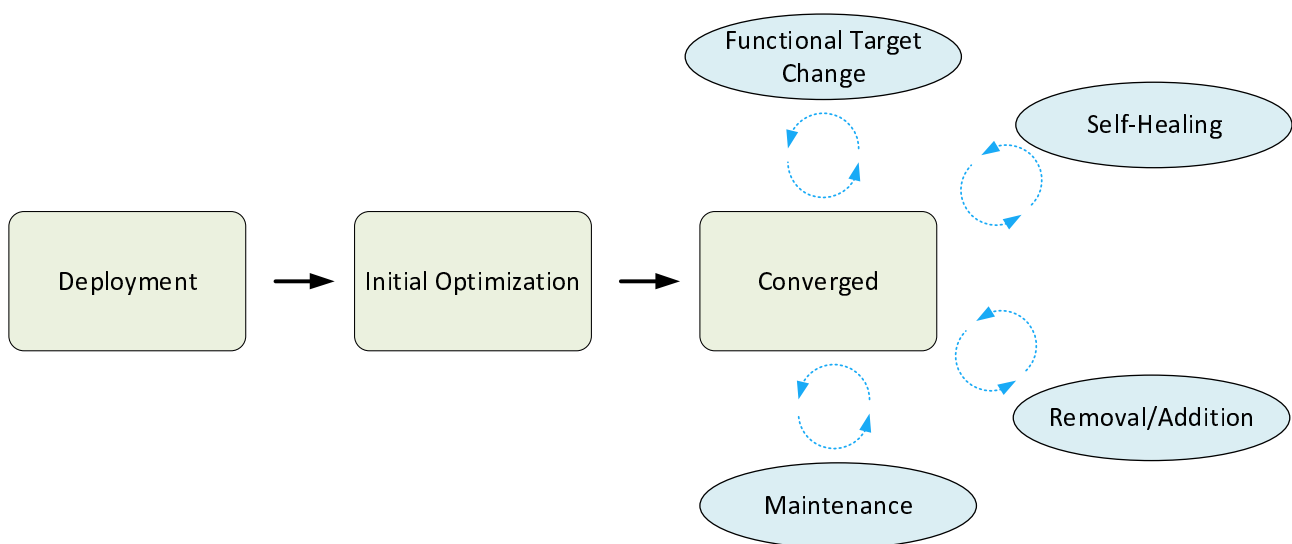 Functional Target
Change
Self-Healing
Deployment
Initial Optimization
Converged
Removal/Addition
Maintenance